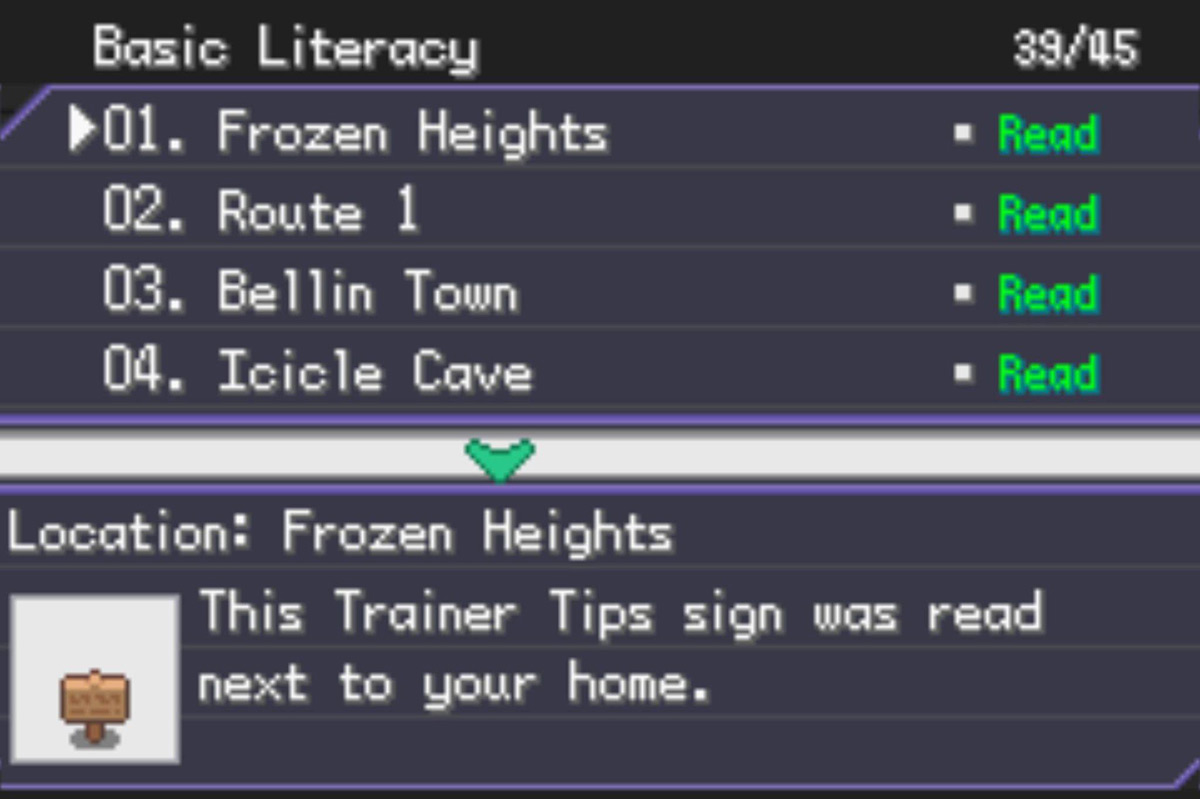 Basic Literacy 39/45
01. Frozen Heights ▪ Read
02. Route 1 ▪ Read
03. Bellin Town ▪ Read
04. Icicle Cave ▪ Read
Location: Frozen Heights
This Trainer Tips sign was read
next to your home.